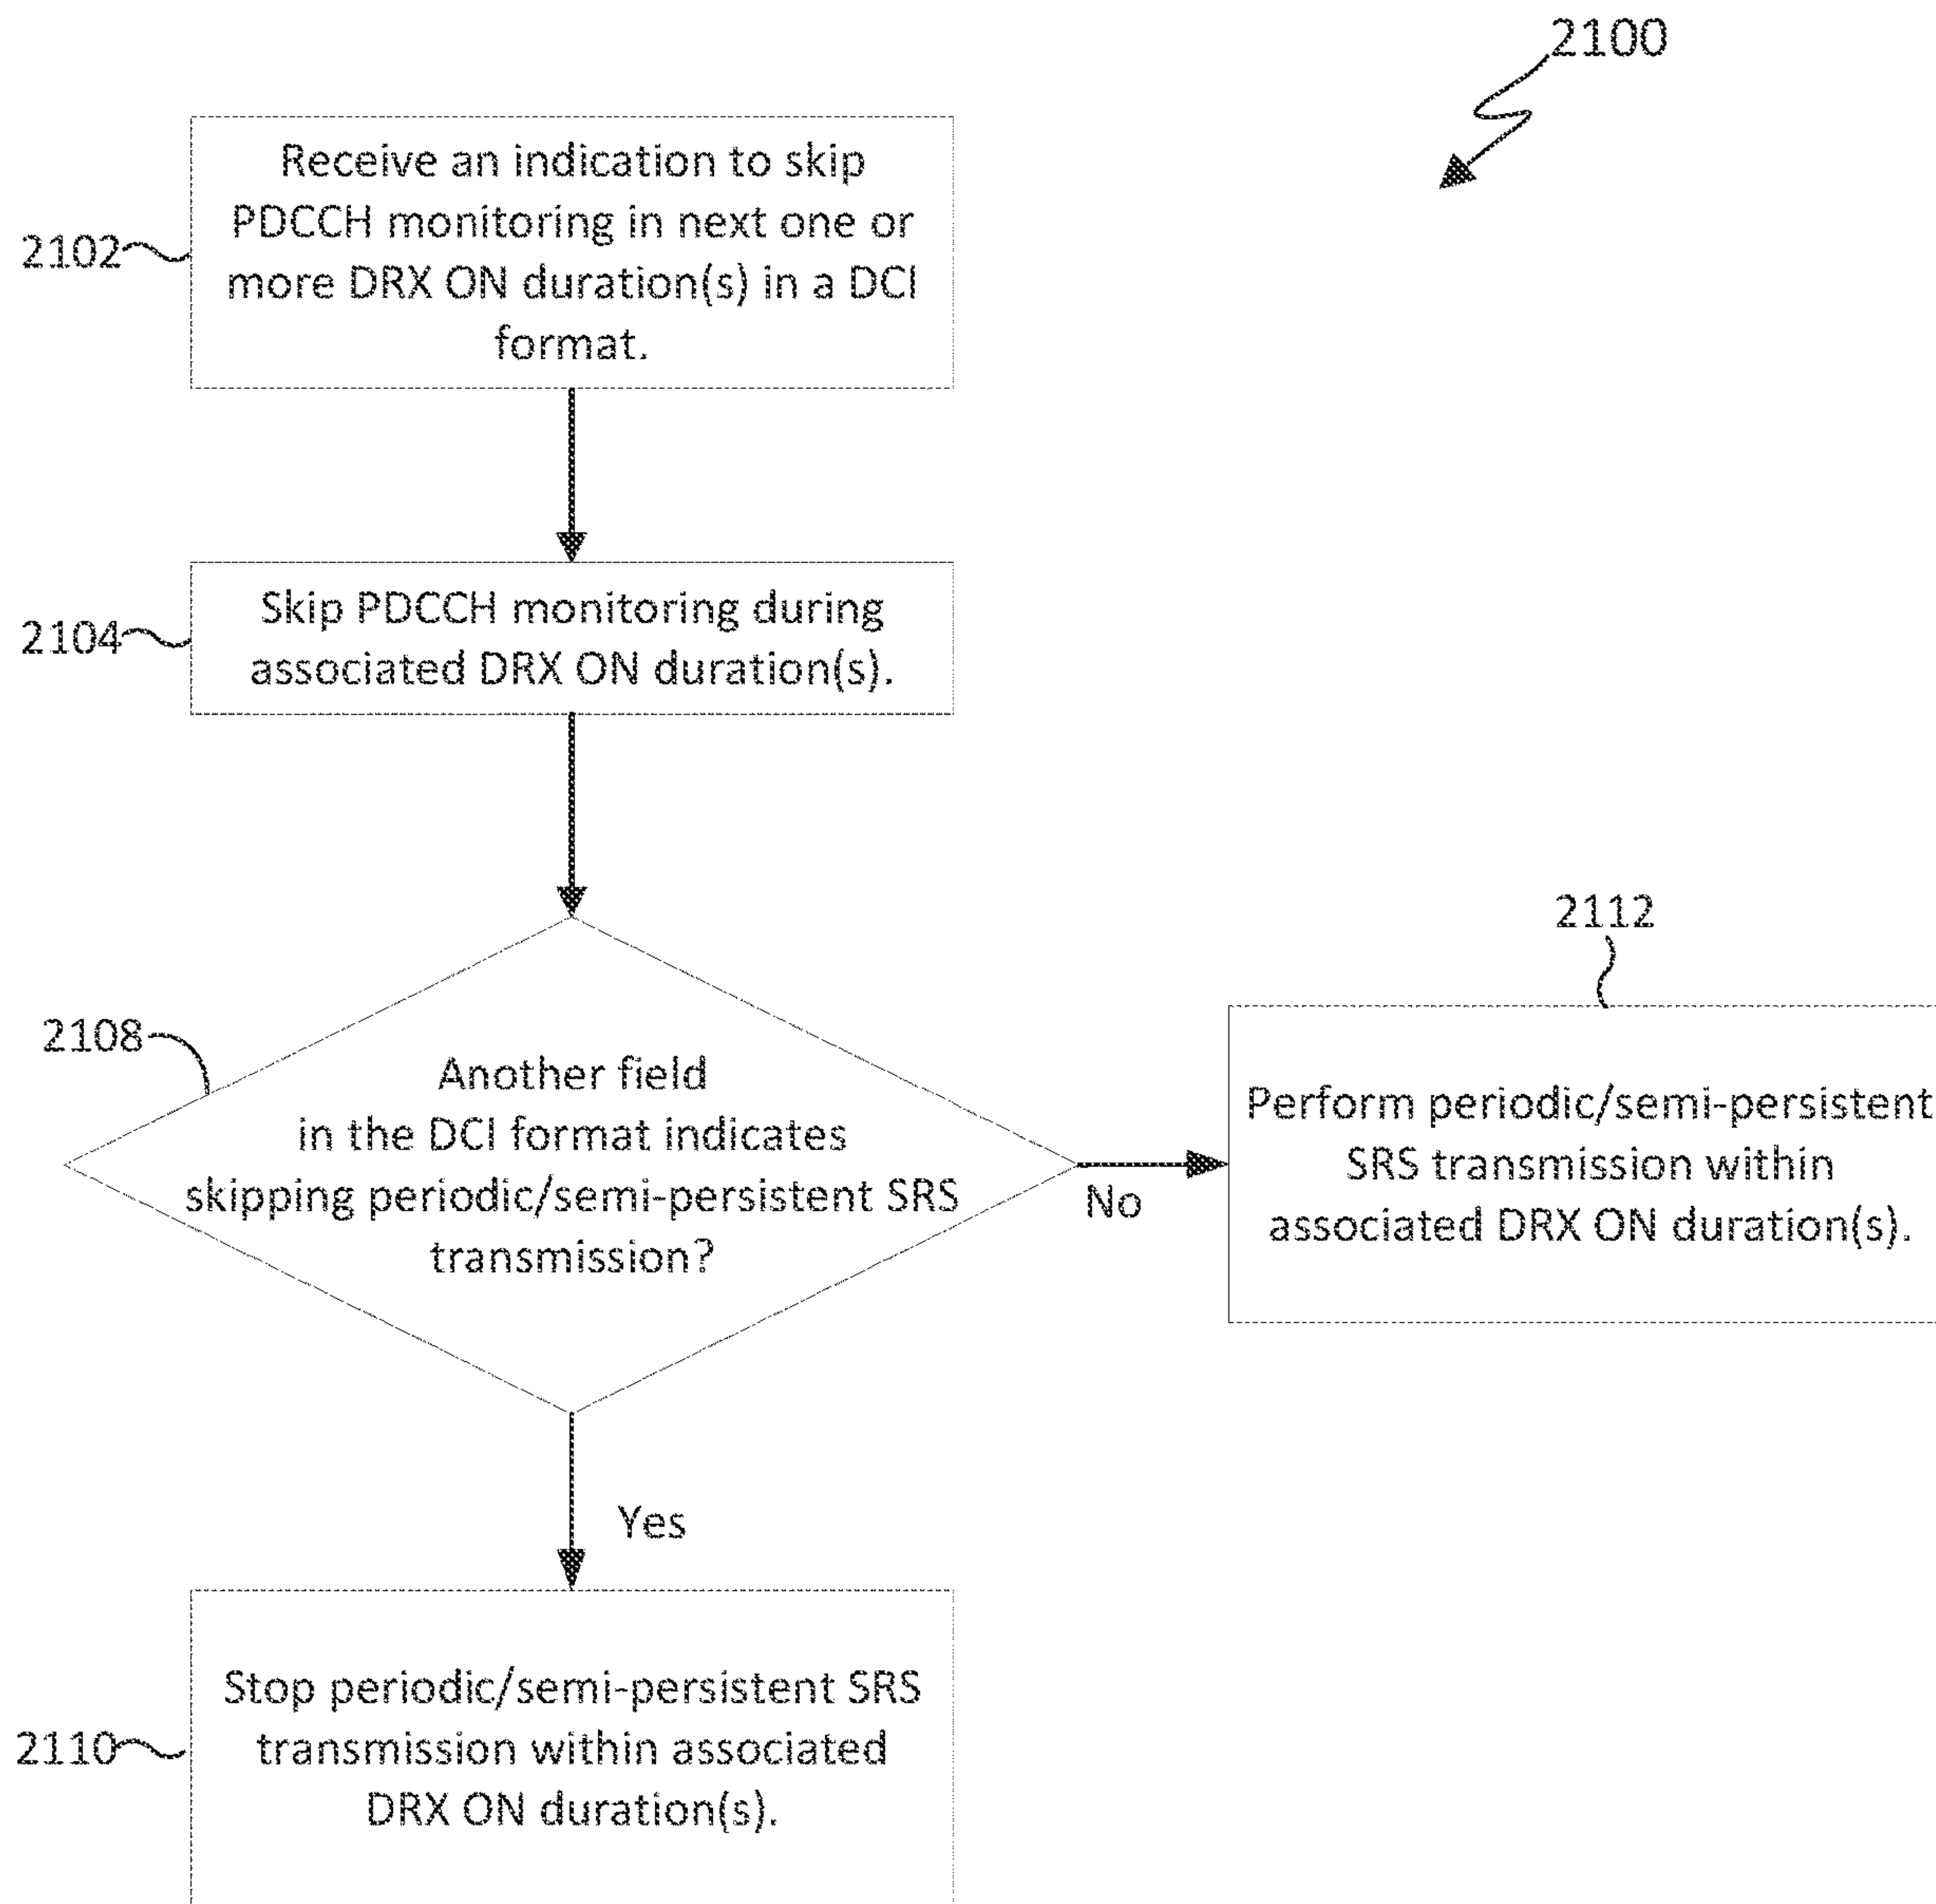 2100
2102
Receive an indication to skip
PDCCH monitoring in next one or
more DRX ON duration(s) in a DCI
format.
2104
Skip PDCCH monitoring during
associated DRX ON duration(s).
2108
Another field
in the DCI format indicates
skipping periodic/semi-persistent SRS
transmission?
No
2112
Perform periodic/semi-persistent
SRS transmission within
associated DRX ON duration(s).
Yes
2110
Stop periodic/semi-persistent SRS
transmission within associated
DRX ON duration(s).